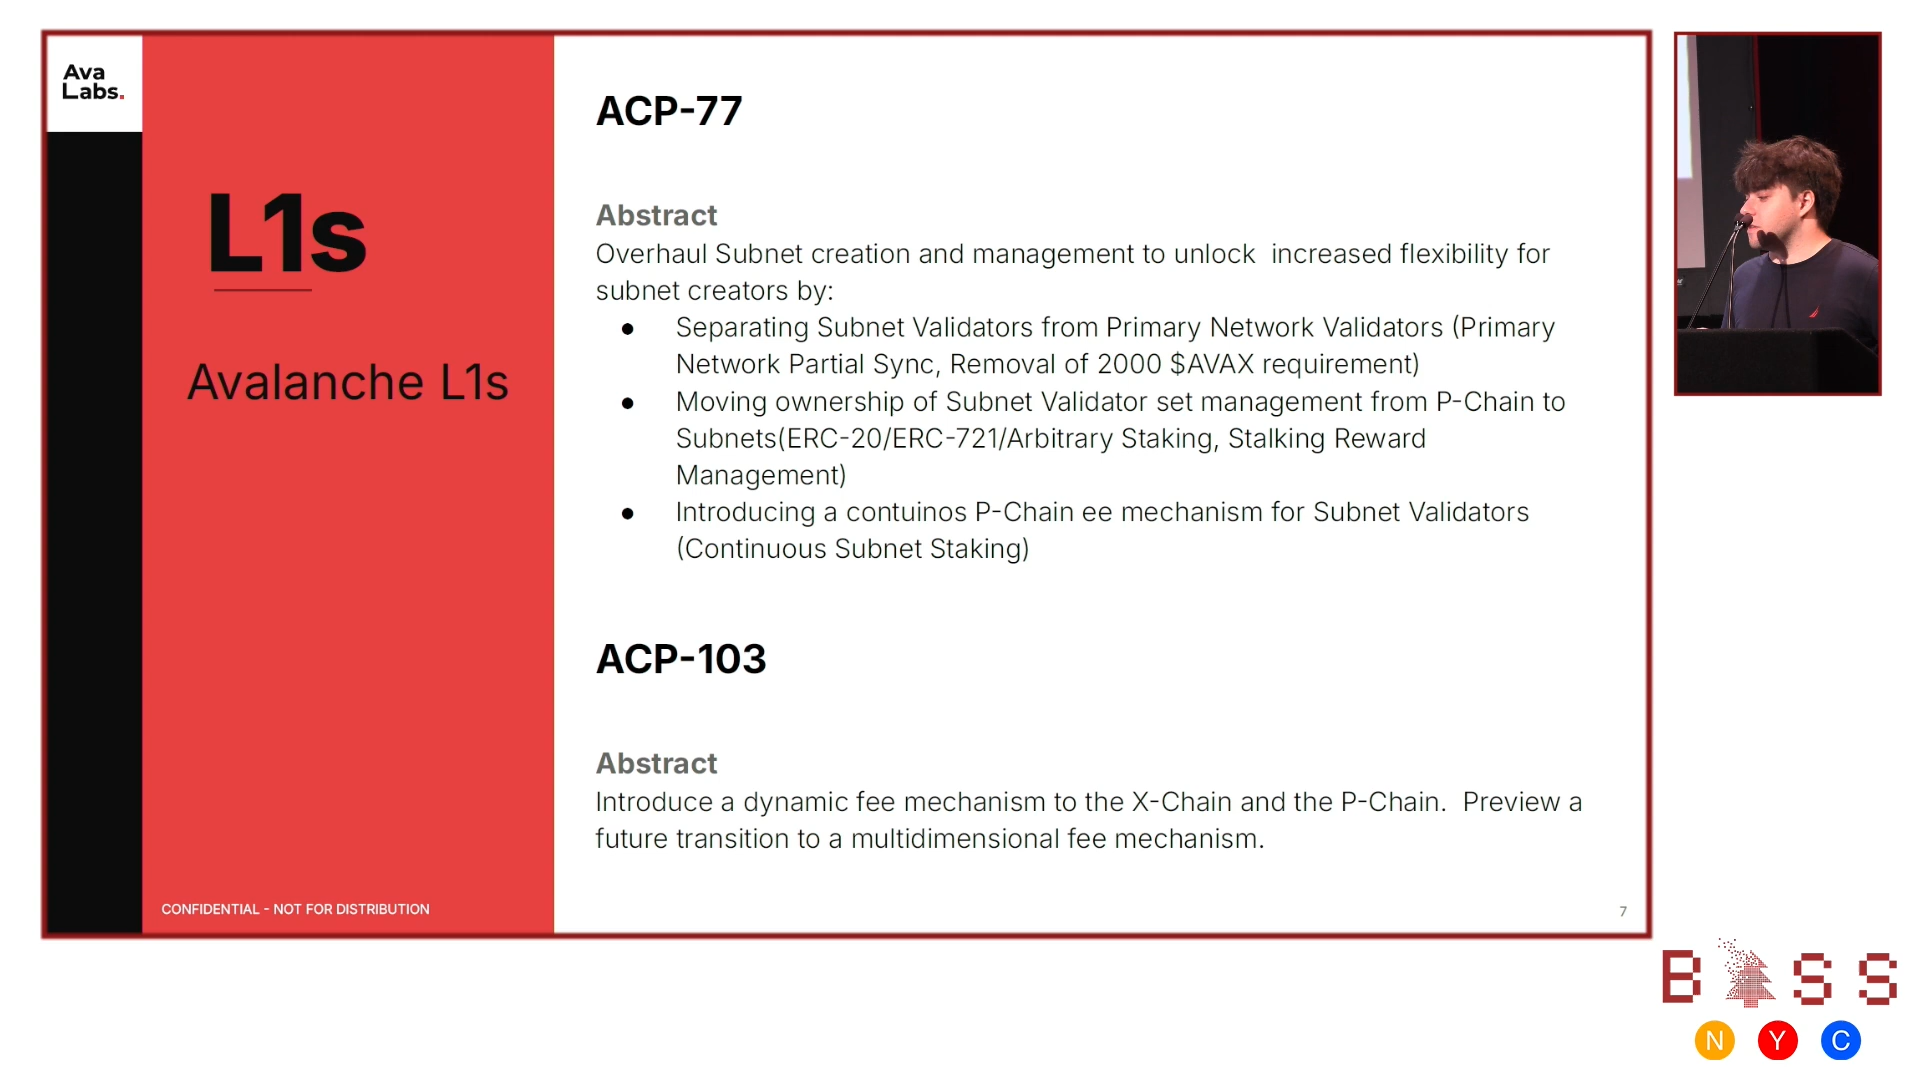 Ava
Labs.
L1s
Avalanche L1s
CONFIDENTIAL - NOT FOR DISTRIBUTION
ACP-77
Abstract
Overhaul Subnet creation and management to unlock  increased flexibility for
subnet creators by:
● Separating Subnet Validators from Primary Network Validators (Primary
Network Partial Sync, Removal of 2000 $AVAX requirement)
● Moving ownership of Subnet Validator set management from P-Chain to
Subnets(ERC-20/ERC-721/Arbitrary Staking, Stalking Reward
Management)
● Introducing a contuinos P-Chain ee mechanism for Subnet Validators
(Continuous Subnet Staking)
ACP-103
Abstract
Introduce a dynamic fee mechanism to the X-Chain and the P-Chain.  Preview a
future transition to a multidimensional fee mechanism.
7
B S S
N Y C